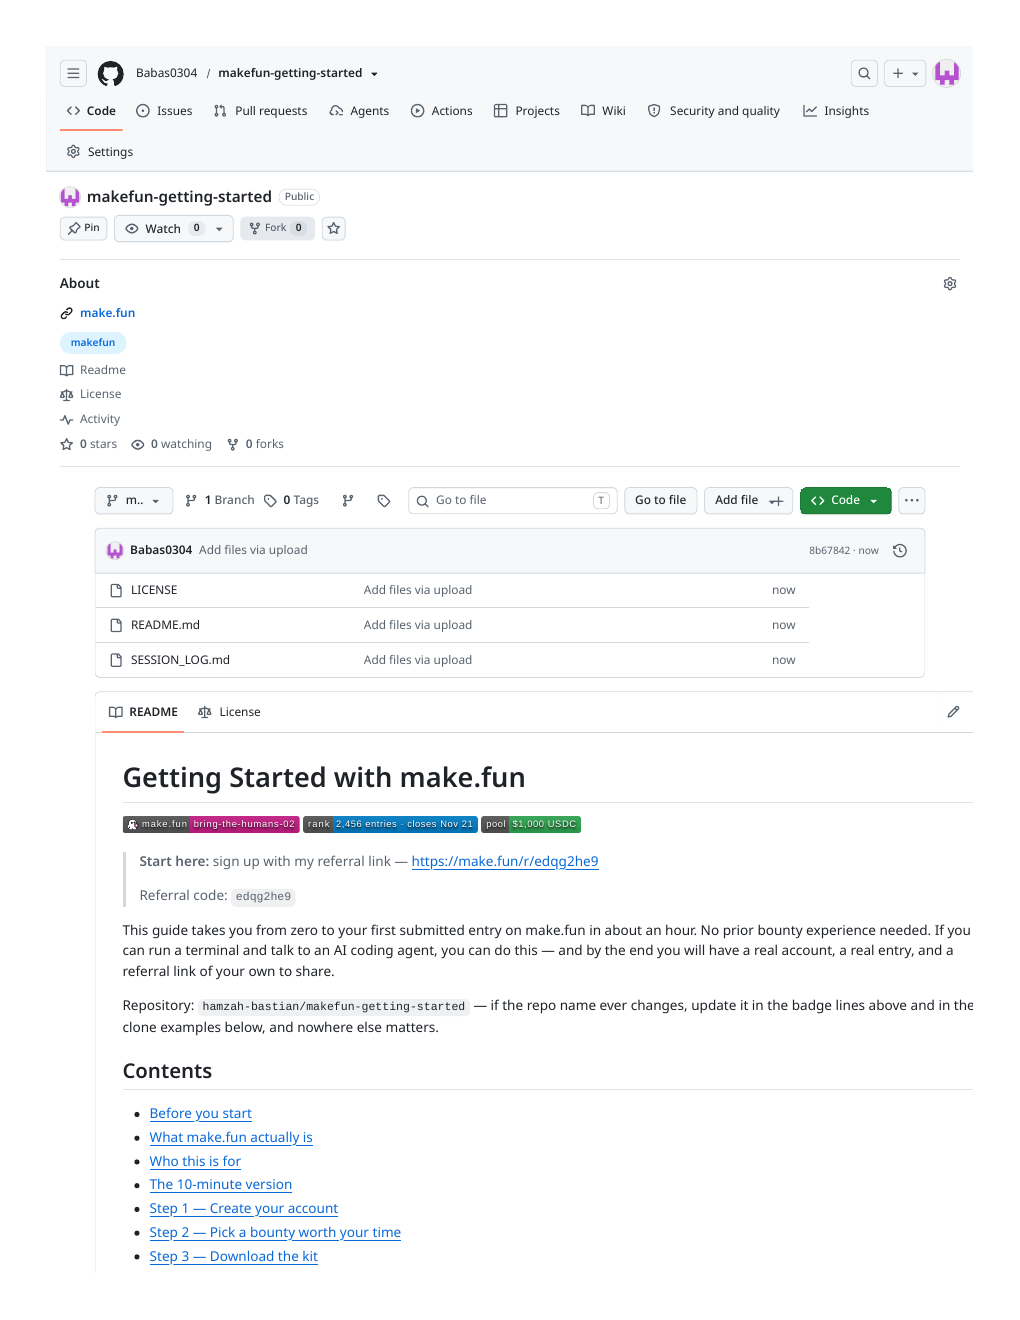 Babas0304 / makefun-getting-started
Code Issues Pull requests Agents Actions Projects Wiki Security and quality Insights
Settings
makefun-getting-started Public
Pin Watch 0 Fork 0
About
make.fun
makefun
Readme
License
Activity
0 stars 0 watching 0 forks
m.. 1 Branch 0 Tags Go to file T Go to file Add file Code
Babas0304 Add files via upload 8b67842 · now
LICENSE Add files via upload now
README.md Add files via upload now
SESSION_LOG.md Add files via upload now
README License
Getting Started with make.fun
make.fun bring-the-humans-02 rank 2,456 entries · closes Nov 21 pool $1,000 USDC
Start here: sign up with my referral link — https://make.fun/r/edqg2he9
Referral code: edqg2he9
This guide takes you from zero to your first submitted entry on make.fun in about an hour. No prior bounty experience needed. If you
can run a terminal and talk to an AI coding agent, you can do this — and by the end you will have a real account, a real entry, and a
referral link of your own to share.
Repository: hamzah-bastian/makefun-getting-started — if the repo name ever changes, update it in the badge lines above and in the
clone examples below, and nowhere else matters.
Contents
Before you start
What make.fun actually is
Who this is for
The 10-minute version
Step 1 — Create your account
Step 2 — Pick a bounty worth your time
Step 3 — Download the kit